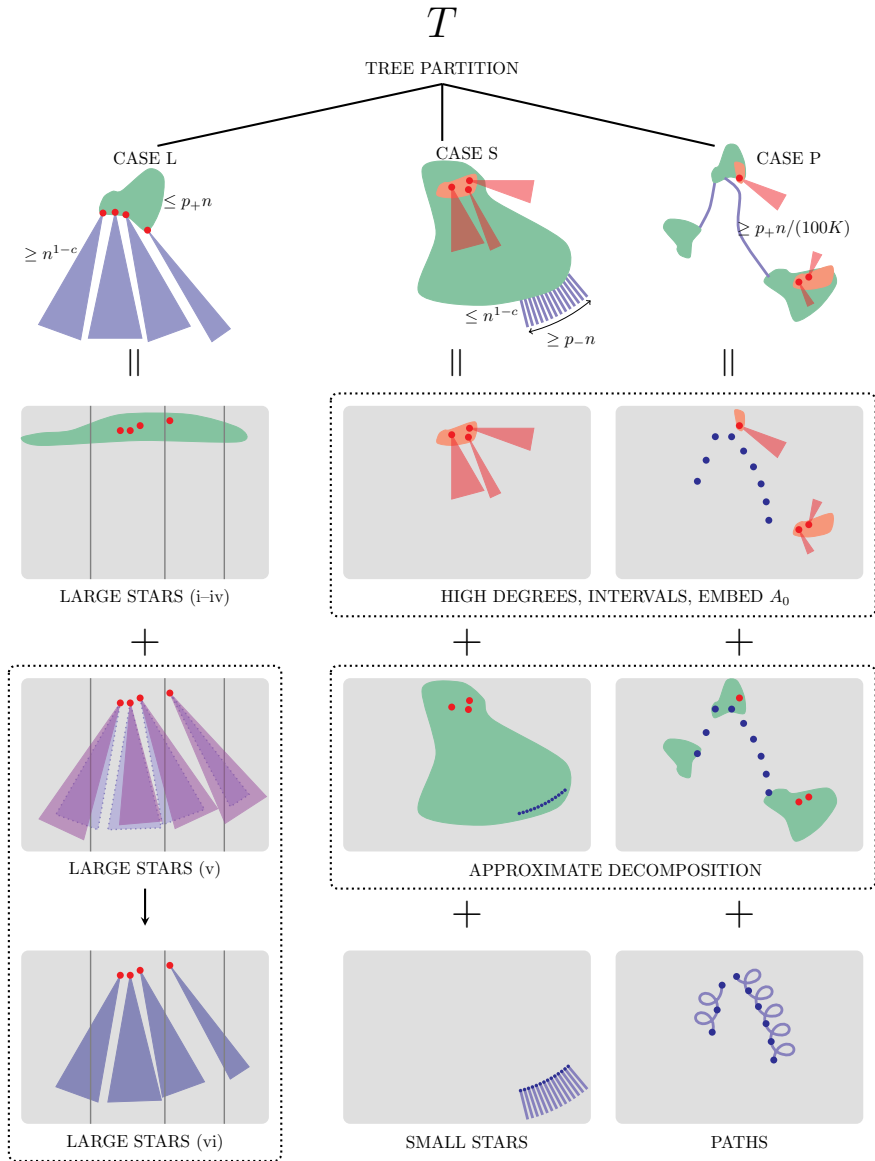 T
TREE PARTITION
CASE L
CASE S
CASE P
≤ p₊n
≥ n¹⁻ᶜ
≥ p₊n/(100K)
≤ n¹⁻ᶜ
≥ p₋n
=
=
=
LARGE STARS (i–iv)
HIGH DEGREES, INTERVALS, EMBED A₀
+
+
+
LARGE STARS (v)
APPROXIMATE DECOMPOSITION
+
+
LARGE STARS (vi)
SMALL STARS
PATHS